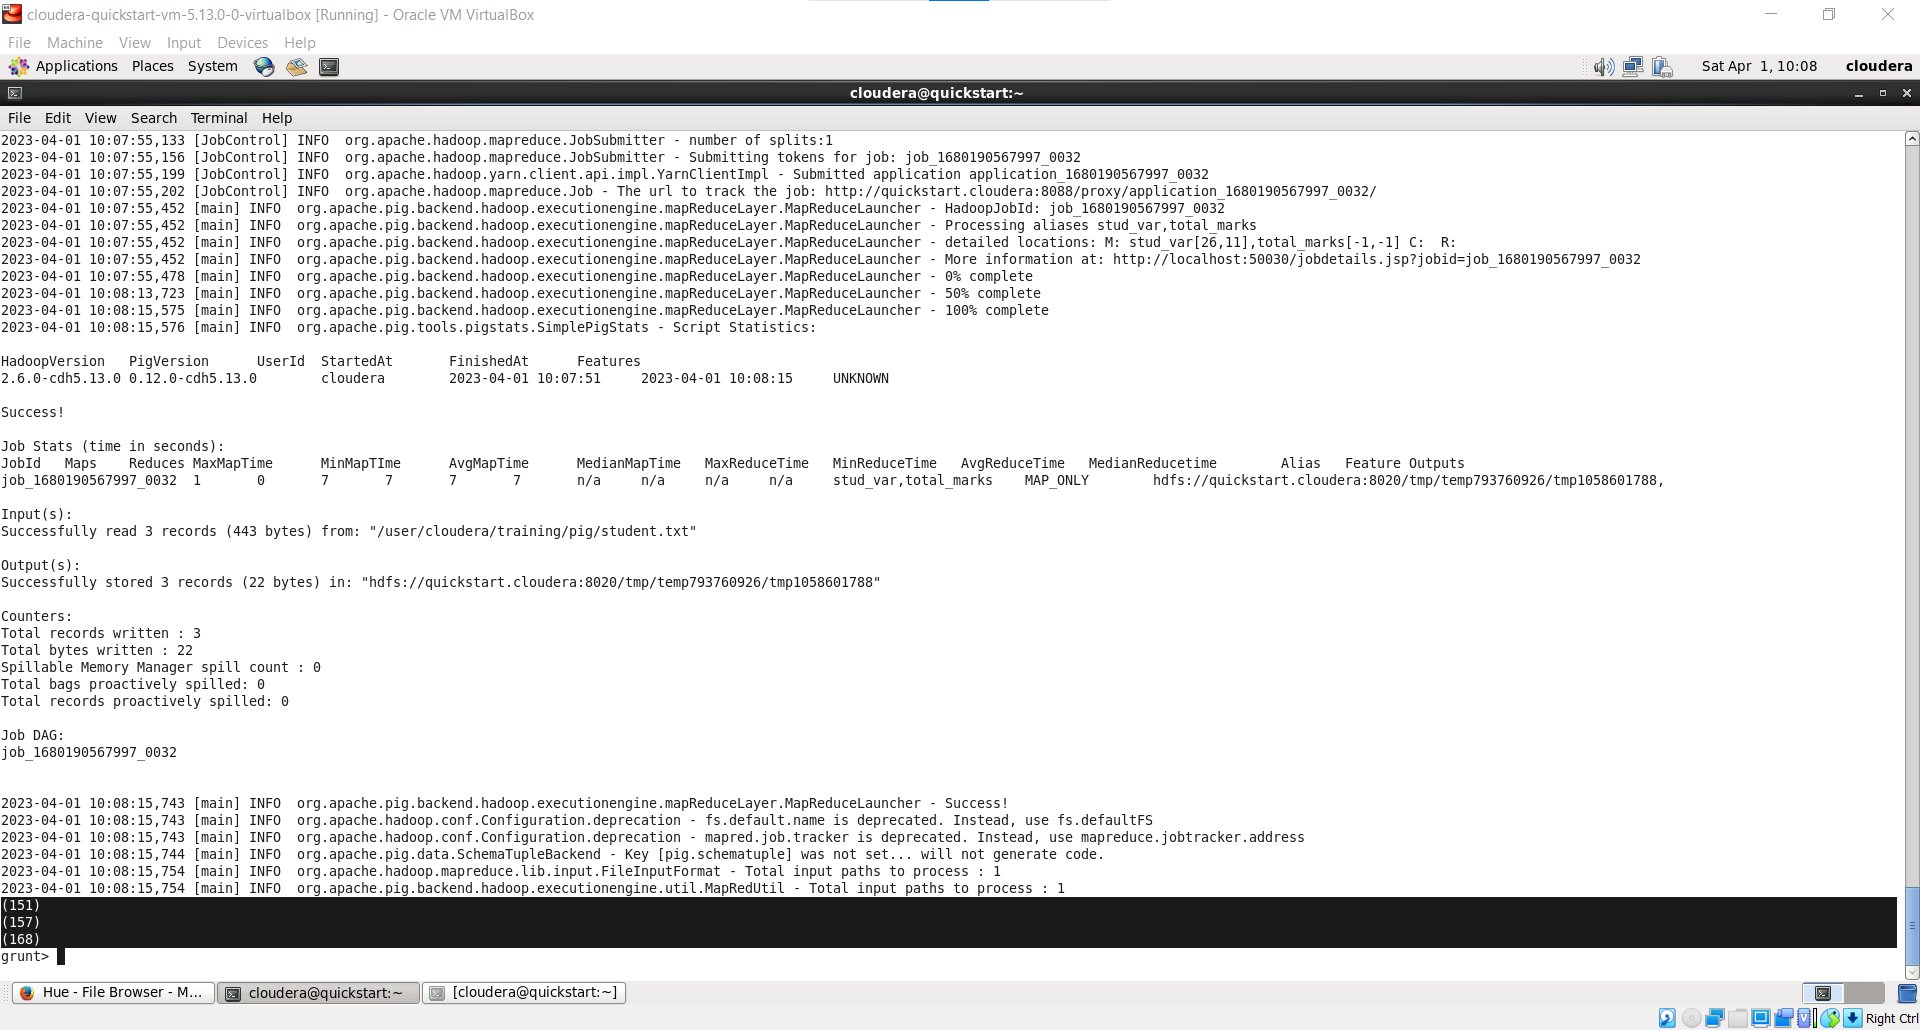 cloudera-quickstart-vm-5.13.0-0-virtualbox [Running] - Oracle VM VirtualBox
File Machine View Input Devices Help
Applications Places System Sat Apr 1, 10:08 cloudera
cloudera@quickstart:~
File Edit View Search Terminal Help
2023-04-01 10:07:55,133 [JobControl] INFO  org.apache.hadoop.mapreduce.JobSubmitter - number of splits:1
2023-04-01 10:07:55,156 [JobControl] INFO  org.apache.hadoop.mapreduce.JobSubmitter - Submitting tokens for job: job_1680190567997_0032
2023-04-01 10:07:55,199 [JobControl] INFO  org.apache.hadoop.yarn.client.api.impl.YarnClientImpl - Submitted application application_1680190567997_0032
2023-04-01 10:07:55,202 [JobControl] INFO  org.apache.hadoop.mapreduce.Job - The url to track the job: http://quickstart.cloudera:8088/proxy/application_1680190567997_0032/
2023-04-01 10:07:55,452 [main] INFO  org.apache.pig.backend.hadoop.executionengine.mapReduceLayer.MapReduceLauncher - HadoopJobId: job_1680190567997_0032
2023-04-01 10:07:55,452 [main] INFO  org.apache.pig.backend.hadoop.executionengine.mapReduceLayer.MapReduceLauncher - Processing aliases stud_var,total_marks
2023-04-01 10:07:55,452 [main] INFO  org.apache.pig.backend.hadoop.executionengine.mapReduceLayer.MapReduceLauncher - detailed locations: M: stud_var[26,11],total_marks[-1,-1] C:  R:
2023-04-01 10:07:55,452 [main] INFO  org.apache.pig.backend.hadoop.executionengine.mapReduceLayer.MapReduceLauncher - More information at: http://localhost:50030/jobdetails.jsp?jobid=job_1680190567997_0032
2023-04-01 10:07:55,478 [main] INFO  org.apache.pig.backend.hadoop.executionengine.mapReduceLayer.MapReduceLauncher - 0% complete
2023-04-01 10:08:13,723 [main] INFO  org.apache.pig.backend.hadoop.executionengine.mapReduceLayer.MapReduceLauncher - 50% complete
2023-04-01 10:08:15,575 [main] INFO  org.apache.pig.backend.hadoop.executionengine.mapReduceLayer.MapReduceLauncher - 100% complete
2023-04-01 10:08:15,576 [main] INFO  org.apache.pig.tools.pigstats.SimplePigStats - Script Statistics:
HadoopVersion PigVersion UserId StartedAt FinishedAt Features
2.6.0-cdh5.13.0 0.12.0-cdh5.13.0 cloudera 2023-04-01 10:07:51 2023-04-01 10:08:15 UNKNOWN
Success!
Job Stats (time in seconds):
JobId Maps Reduces MaxMapTime MinMapTIme AvgMapTime MedianMapTime MaxReduceTime MinReduceTime AvgReduceTime MedianReducetime Alias Feature Outputs
job_1680190567997_0032 1 0 7 7 7 7 n/a n/a n/a n/a stud_var,total_marks MAP_ONLY hdfs://quickstart.cloudera:8020/tmp/temp793760926/tmp1058601788,
Input(s):
Successfully read 3 records (443 bytes) from: "/user/cloudera/training/pig/student.txt"
Output(s):
Successfully stored 3 records (22 bytes) in: "hdfs://quickstart.cloudera:8020/tmp/temp793760926/tmp1058601788"
Counters:
Total records written : 3
Total bytes written : 22
Spillable Memory Manager spill count : 0
Total bags proactively spilled: 0
Total records proactively spilled: 0
Job DAG:
job_1680190567997_0032
2023-04-01 10:08:15,743 [main] INFO  org.apache.pig.backend.hadoop.executionengine.mapReduceLayer.MapReduceLauncher - Success!
2023-04-01 10:08:15,743 [main] INFO  org.apache.hadoop.conf.Configuration.deprecation - fs.default.name is deprecated. Instead, use fs.defaultFS
2023-04-01 10:08:15,743 [main] INFO  org.apache.hadoop.conf.Configuration.deprecation - mapred.job.tracker is deprecated. Instead, use mapreduce.jobtracker.address
2023-04-01 10:08:15,744 [main] INFO  org.apache.pig.data.SchemaTupleBackend - Key [pig.schematuple] was not set... will not generate code.
2023-04-01 10:08:15,754 [main] INFO  org.apache.hadoop.mapreduce.lib.input.FileInputFormat - Total input paths to process : 1
2023-04-01 10:08:15,754 [main] INFO  org.apache.pig.backend.hadoop.executionengine.util.MapRedUtil - Total input paths to process : 1
(151)
(157)
(168)
grunt>
Hue - File Browser - M... cloudera@quickstart:~ [cloudera@quickstart:~]
Right Ctrl